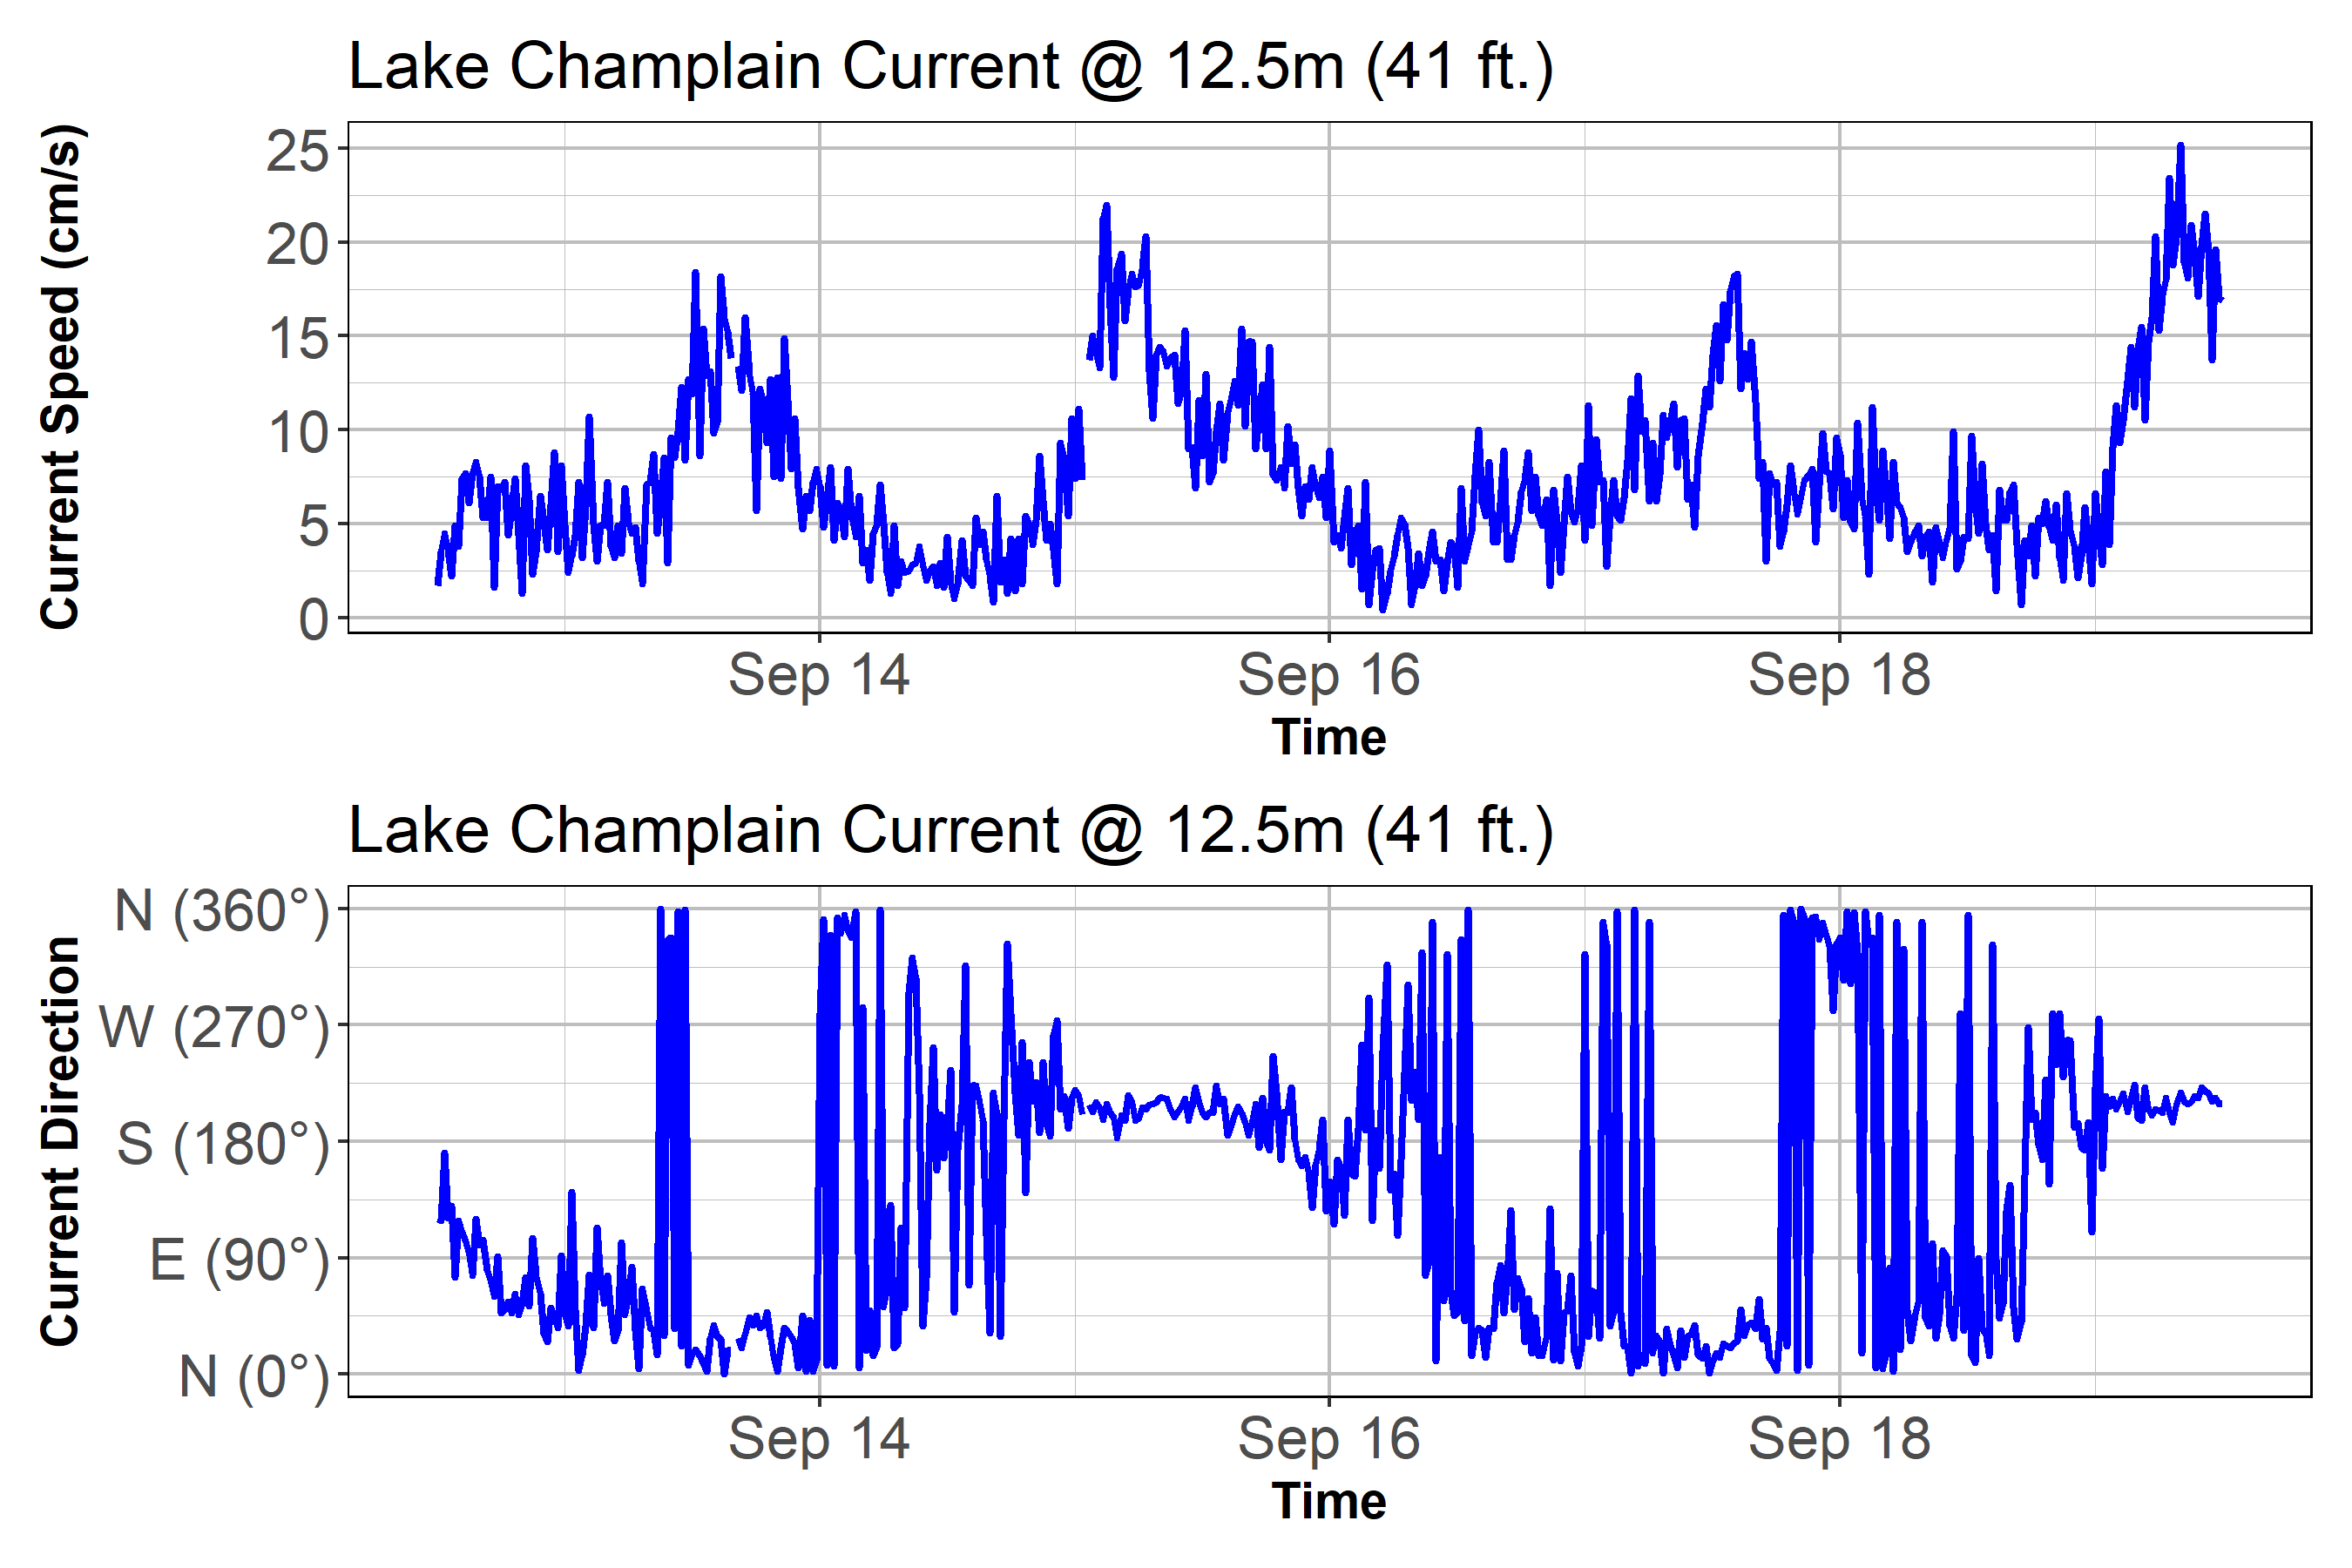 Lake Champlain Current @ 12.5m (41 ft.)
Current Speed (cm/s)
25
20
15
10
5
0
Sep 14 Sep 16 Sep 18
Time
Lake Champlain Current @ 12.5m (41 ft.)
Current Direction
N (360°)
W (270°)
S (180°)
E (90°)
N (0°)
Sep 14 Sep 16 Sep 18
Time